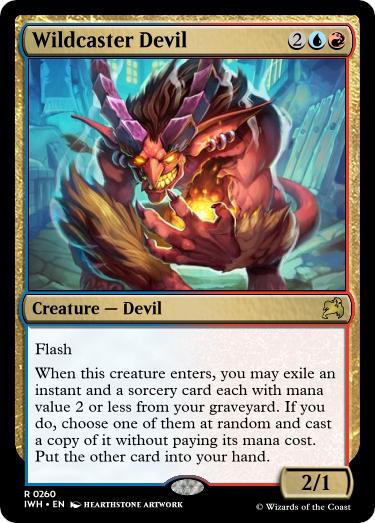 Wildcaster Devil 2
Creature — Devil
Flash
When this creature enters, you may exile an
instant and a sorcery card each with mana
value 2 or less from your graveyard. If you
do, choose one of them at random and cast
a copy of it without paying its mana cost.
Put the other card into your hand.
2/1
R 0260
IWH • EN HEARTHSTONE ARTWORK
© Wizards of the Coast